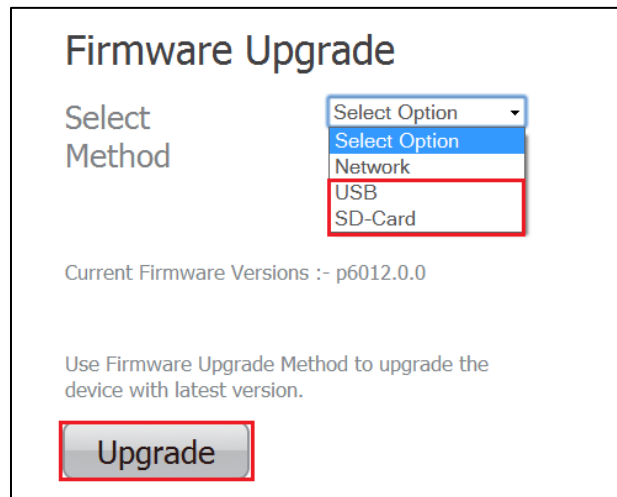 Firmware Upgrade
Select Method
Select Option
Select Option
Network
USB
SD-Card
Current Firmware Versions :- p6012.0.0
Use Firmware Upgrade Method to upgrade the
device with latest version.
Upgrade